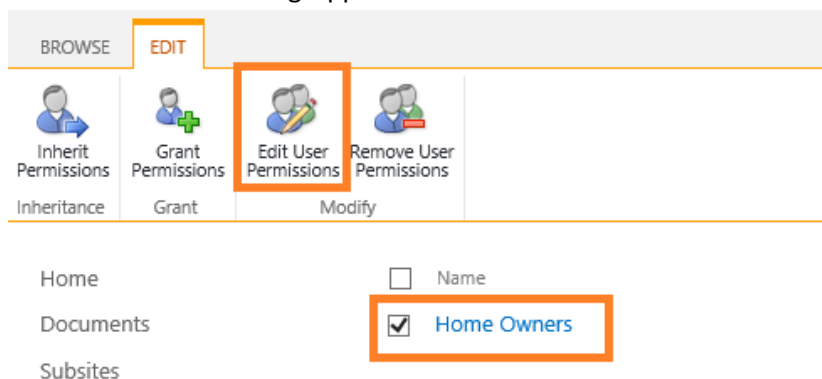 BROWSE EDIT
Inherit Permissions
Grant Permissions
Edit User Permissions
Remove User Permissions
Inheritance Grant Modify
Home
Documents
Subsites
Name
Home Owners